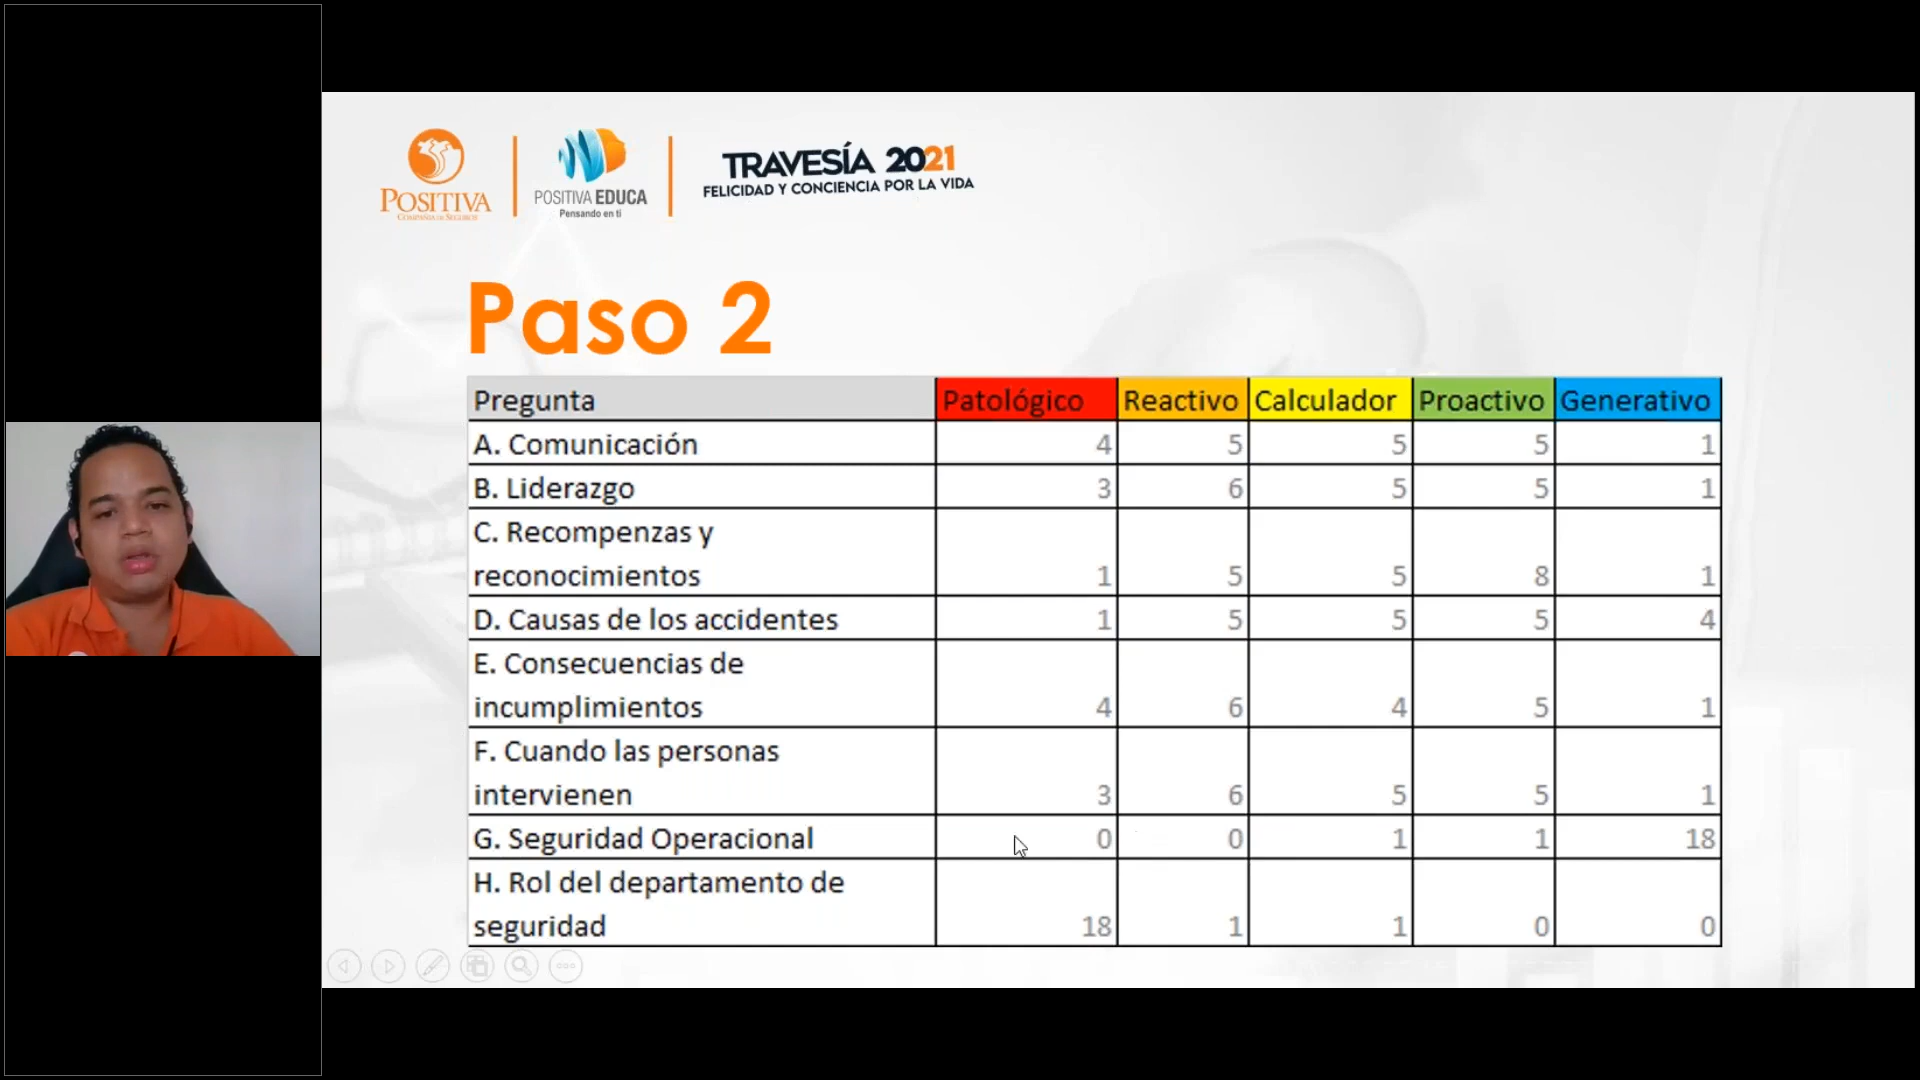 POSITIVA
COMPAÑÍA DE SEGUROS
POSITIVA EDUCA
Pensando en ti
TRAVESÍA 2021
FELICIDAD Y CONCIENCIA POR LA VIDA
Paso 2
Pregunta Patológico Reactivo Calculador Proactivo Generativo
A. Comunicación 4 5 5 5 1
B. Liderazgo 3 6 5 5 1
C. Recompenzas y
reconocimientos 1 5 5 8 1
D. Causas de los accidentes 1 5 5 5 4
E. Consecuencias de
incumplimientos 4 6 4 5 1
F. Cuando las personas
intervienen 3 6 5 5 1
G. Seguridad Operacional 0 0 1 1 18
H. Rol del departamento de
seguridad 18 1 1 0 0